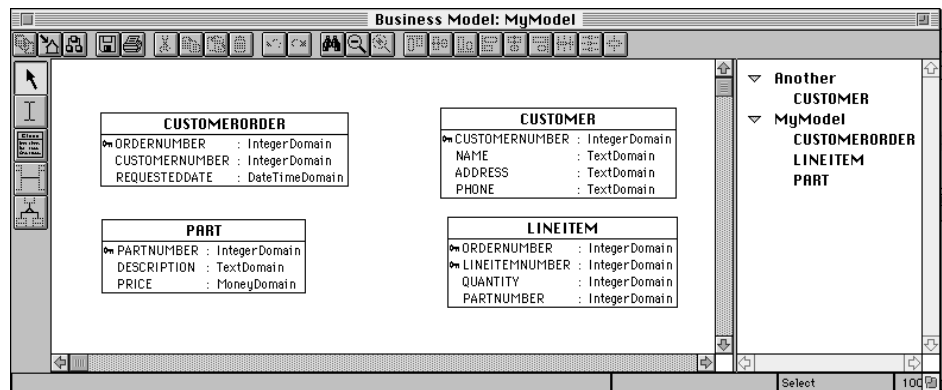 Business Model: MyModel
Class
CUSTOMERORDER
ORDERNUMBER : IntegerDomain
CUSTOMERNUMBER : IntegerDomain
REQUESTEDDATE : DateTimeDomain
CUSTOMER
CUSTOMERNUMBER : IntegerDomain
NAME : TextDomain
ADDRESS : TextDomain
PHONE : TextDomain
PART
PARTNUMBER : IntegerDomain
DESCRIPTION : TextDomain
PRICE : MoneyDomain
LINEITEM
ORDERNUMBER : IntegerDomain
LINEITEMNUMBER : IntegerDomain
QUANTITY : IntegerDomain
PARTNUMBER : IntegerDomain
Another
CUSTOMER
MyModel
CUSTOMERORDER
LINEITEM
PART
Select
100